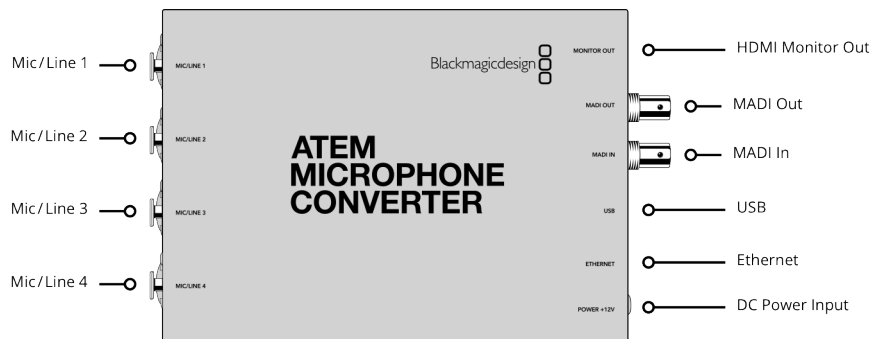 Mic/Line 1
Mic/Line 2
Mic/Line 3
Mic/Line 4
MIC/LINE 1
MIC/LINE 2
MIC/LINE 3
MIC/LINE 4
Blackmagicdesign
ATEM
MICROPHONE
CONVERTER
MONITOR OUT
MADI OUT
MADI IN
USB
ETHERNET
POWER +12V
HDMI Monitor Out
MADI Out
MADI In
USB
Ethernet
DC Power Input